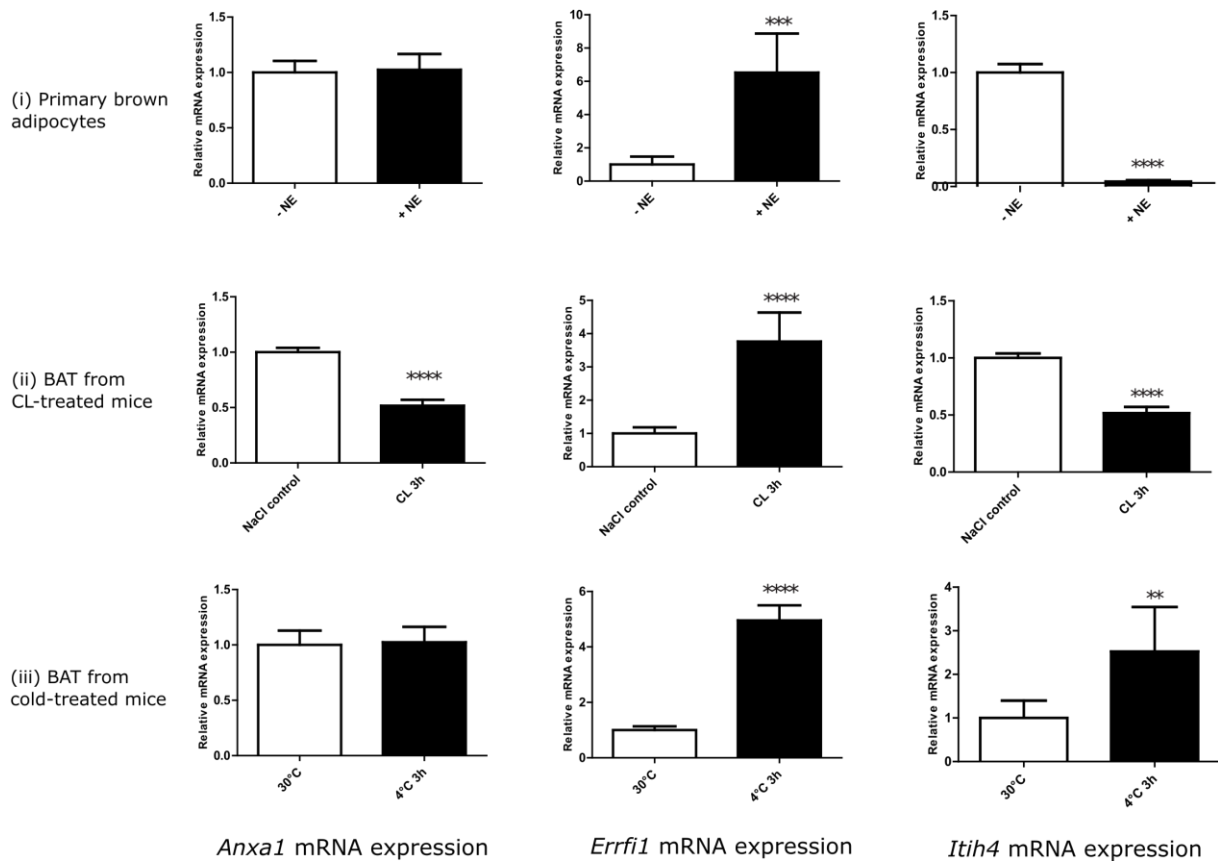 (i) Primary brown
adipocytes
Relative mRNA expression
1.5
1.0
0.5
0.0
- NE
+ NE
Relative mRNA expression
10
8
6
4
2
0
***
- NE
+ NE
Relative mRNA expression
1.5
1.0
0.5
0.0
****
- NE
+ NE
(ii) BAT from
CL-treated mice
Relative mRNA expression
1.5
1.0
0.5
0.0
****
NaCl control
CL 3h
Relative mRNA expression
5
4
3
2
1
0
****
NaCl control
CL 3h
Relative mRNA expression
1.5
1.0
0.5
0.0
****
NaCl control
CL 3h
(iii) BAT from
cold-treated mice
Relative mRNA expression
1.5
1.0
0.5
0.0
30°C
4°C 3h
Relative mRNA expression
6
4
2
0
****
30°C
4°C 3h
Relative mRNA expression
4
3
2
1
0
**
30°C
4°C 3h
Anxa1 mRNA expression
Errfi1 mRNA expression
Itih4 mRNA expression